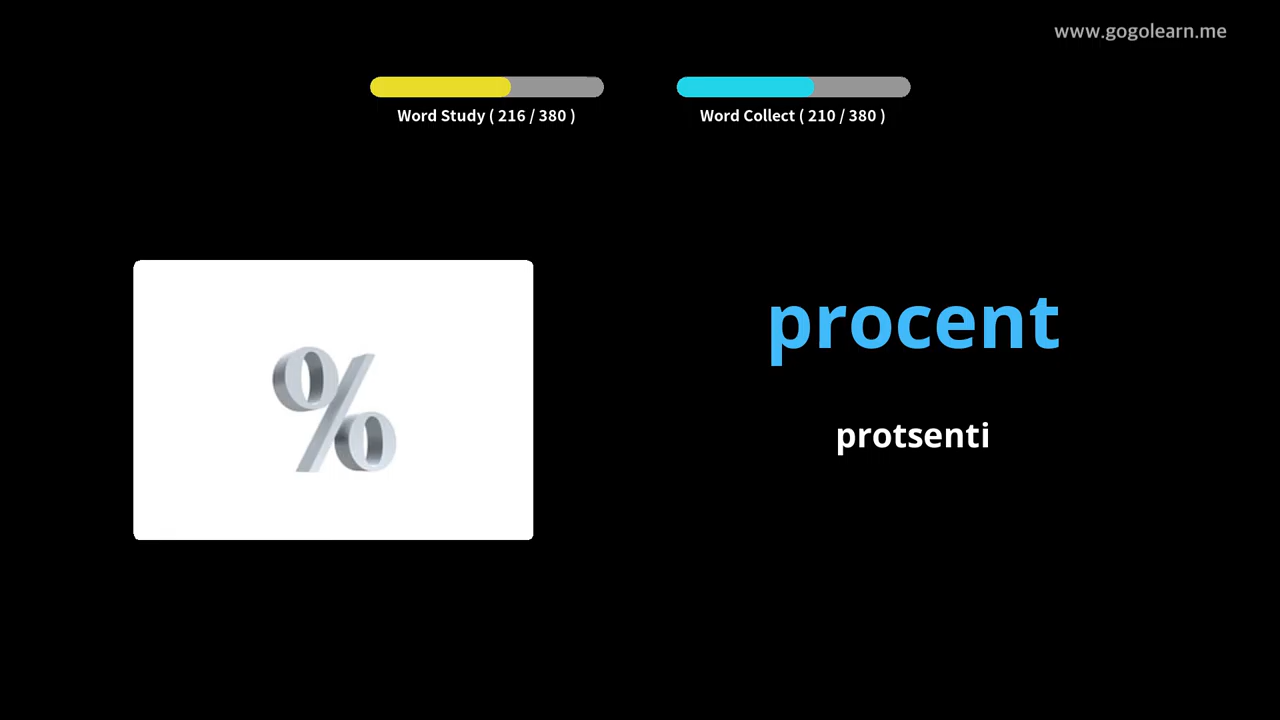 www.gogolearn.me
Word Study ( 216 / 380 )
Word Collect ( 210 / 380 )
%
procent
protsenti